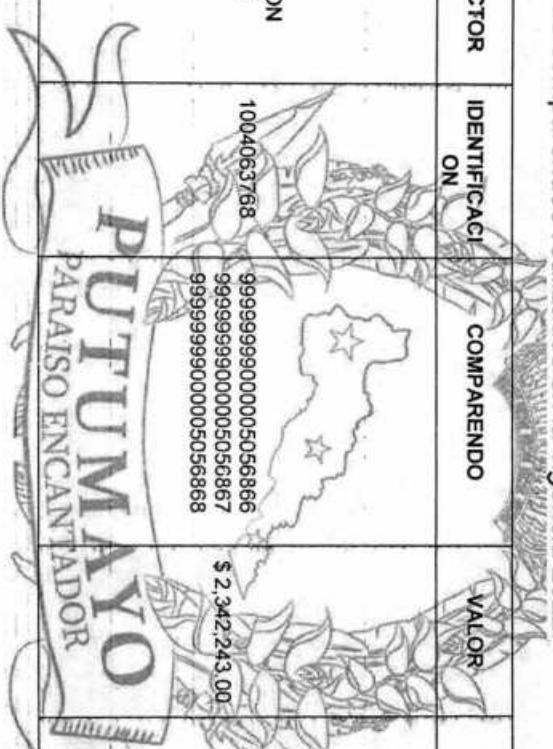 CTOR
IDENTIFICACI
ON
COMPARENDO
VALOR
ON
1004063768
99999999000005056866
99999999000005056867
99999999000005056868
$ 2,342,243.00
PUTUMAYO
PARAISO ENCANTADOR